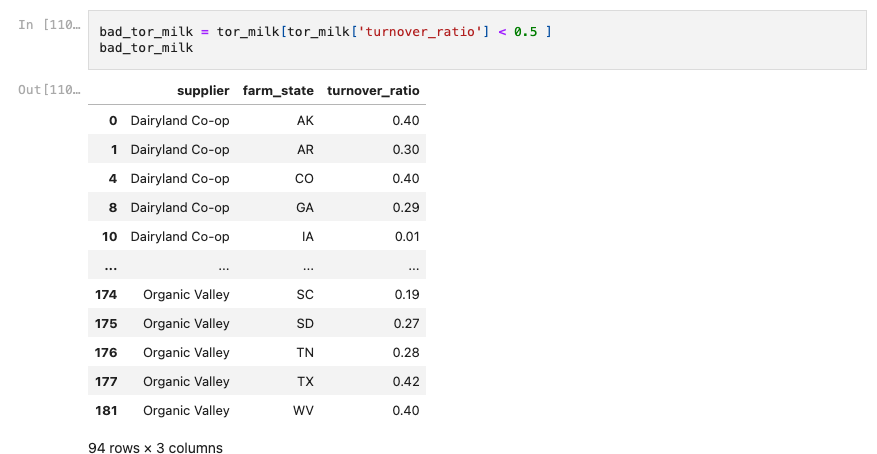 In [110…
bad_tor_milk = tor_milk[tor_milk['turnover_ratio'] < 0.5 ]
bad_tor_milk
Out[110…
supplier farm_state turnover_ratio
0 Dairyland Co-op AK 0.40
1 Dairyland Co-op AR 0.30
4 Dairyland Co-op CO 0.40
8 Dairyland Co-op GA 0.29
10 Dairyland Co-op IA 0.01
... ... ... ...
174 Organic Valley SC 0.19
175 Organic Valley SD 0.27
176 Organic Valley TN 0.28
177 Organic Valley TX 0.42
181 Organic Valley WV 0.40
94 rows × 3 columns